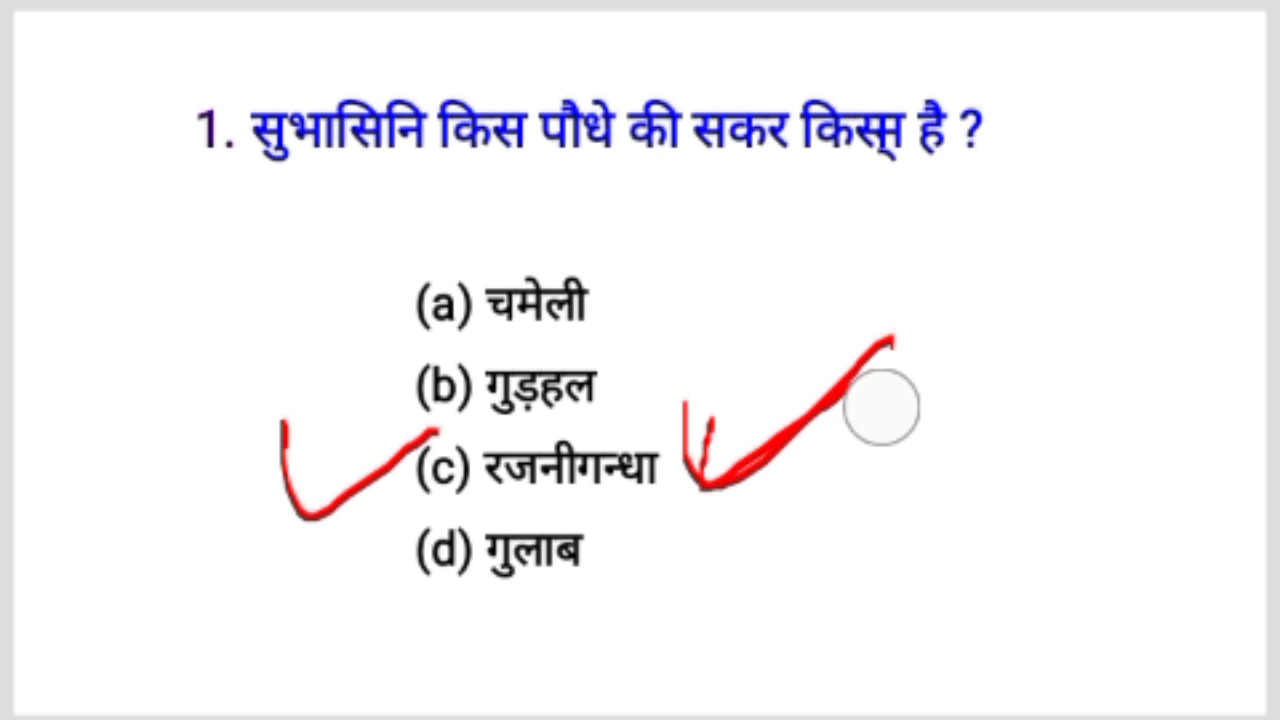 1. सुभासिनि किस पौधे की सकर किस्म है ?
(a) चमेली
(b) गुड़हल
(c) रजनीगन्धा
(d) गुलाब